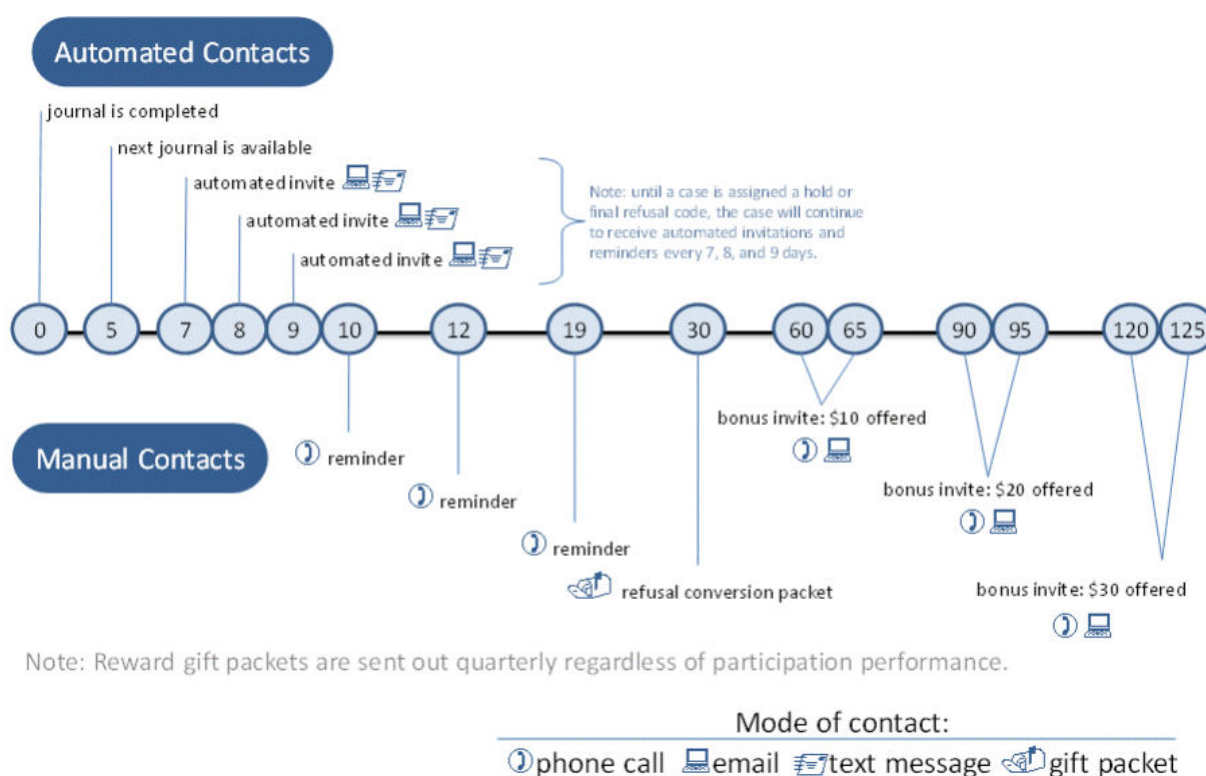 Automated Contacts
journal is completed
next journal is available
automated invite
automated invite
automated invite
Note: until a case is assigned a hold or
final refusal code, the case will continue
to receive automated invitations and
reminders every 7, 8, and 9 days.
0 5 7 8 9 10 12 19 30 60 65 90 95 120 125
Manual Contacts
reminder
reminder
reminder
refusal conversion packet
bonus invite: $10 offered
bonus invite: $20 offered
bonus invite: $30 offered
Note: Reward gift packets are sent out quarterly regardless of participation performance.
Mode of contact:
phone call email text message gift packet